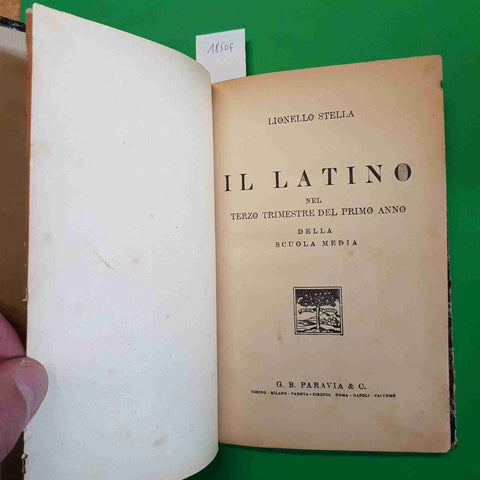 1850f
LIONELLO STELLA
IL LATINO
NEL
TERZO TRIMESTRE DEL PRIMO ANNO
DELLA
SCUOLA MEDIA
G. B. PARAVIA & C.
TORINO - MILANO - PADOVA - FIRENZE - ROMA - NAPOLI - PALERMO